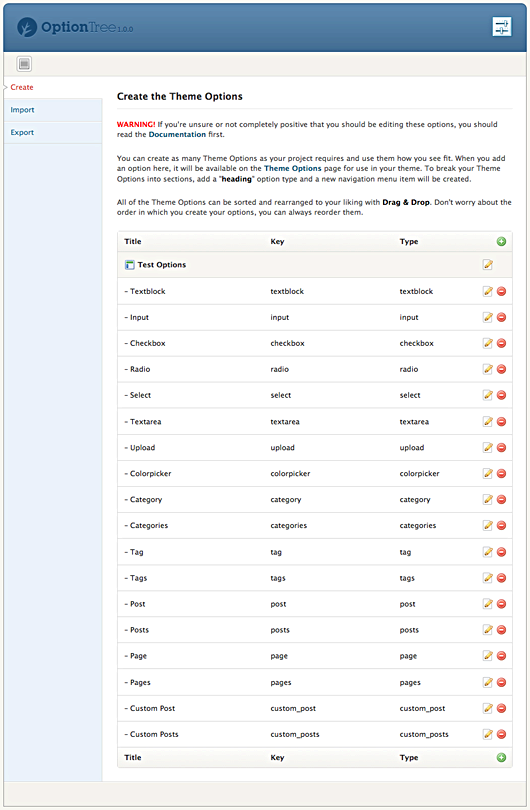 OptionTree 1.0.0
Create
Import
Export
Create the Theme Options
WARNING! If you're unsure or not completely positive that you should be editing these options, you should
read the Documentation first.
You can create as many Theme Options as your project requires and use them how you see fit. When you add
an option here, it will be available on the Theme Options page for use in your theme. To break your Theme
Options into sections, add a "heading" option type and a new navigation menu item will be created.
All of the Theme Options can be sorted and rearranged to your liking with Drag & Drop. Don't worry about the
order in which you create your options, you can always reorder them.
Title Key Type
Test Options
- Textblock textblock textblock
- Input input input
- Checkbox checkbox checkbox
- Radio radio radio
- Select select select
- Textarea textarea textarea
- Upload upload upload
- Colorpicker colorpicker colorpicker
- Category category category
- Categories categories categories
- Tag tag tag
- Tags tags tags
- Post post post
- Posts posts posts
- Page page page
- Pages pages pages
- Custom Post custom_post custom_post
- Custom Posts custom_posts custom_posts
Title Key Type